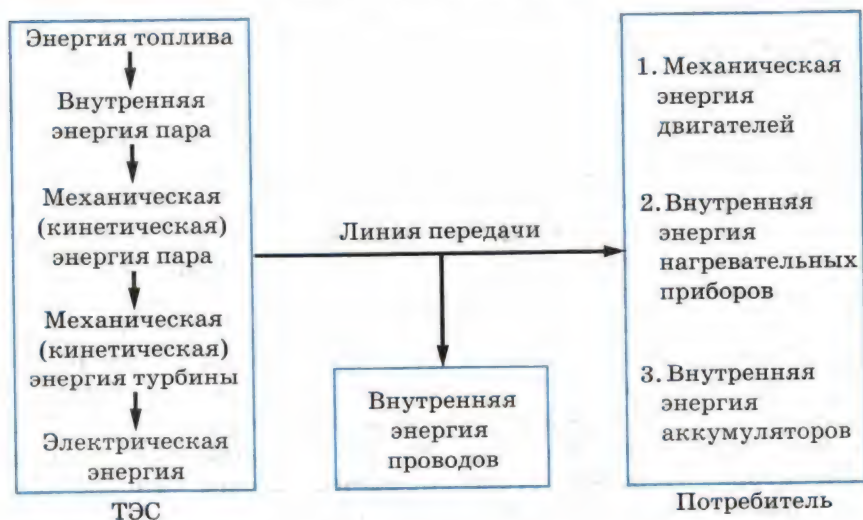 Энергия топлива
Внутренняя
энергия пара
Механическая
(кинетическая)
энергия пара
Механическая
(кинетическая)
энергия турбины
Электрическая
энергия
ТЭС
Линия передачи
Внутренняя
энергия
проводов
1. Механическая
энергия
двигателей
2. Внутренняя
энергия
нагревательных
приборов
3. Внутренняя
энергия
аккумуляторов
Потребитель